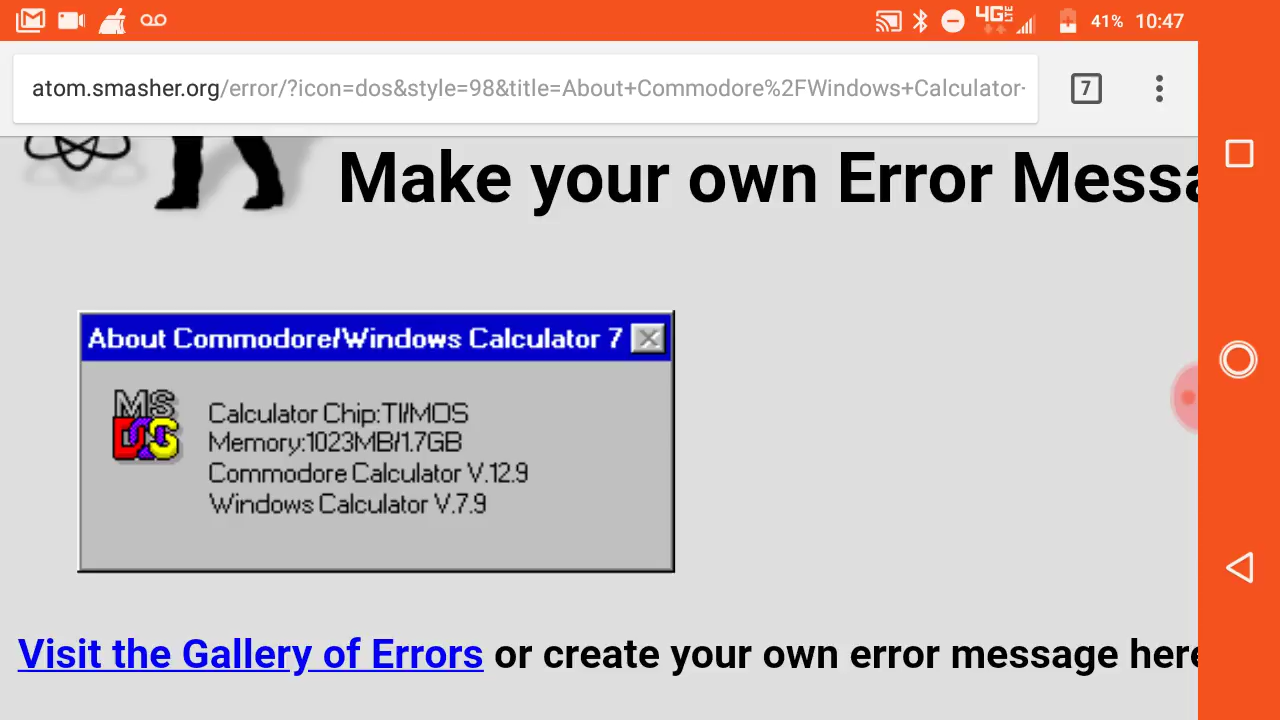 4G LTE 41% 10:47
atom.smasher.org/error/?icon=dos&style=98&title=About+Commodore%2FWindows+Calculator
7
Make your own Error Messa
About Commodore/Windows Calculator 7
MS
DOS
Calculator Chip:TI/MOS
Memory:1023MB/1.7GB
Commodore Calculator V.12.9
Windows Calculator V.7.9
Visit the Gallery of Errors or create your own error message here